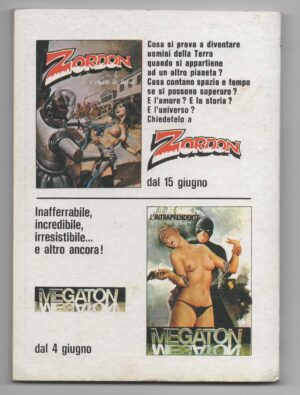 ZORDON
Cosa si prova a diventare
uomini della Terra
quando si appartiene
ad un altro pianeta?
Cosa contano spazio e tempo
se si possono superare?
E l'amore? E la storia?
E l'universo?
Chiedetelo a
ZORDON
dal 15 giugno
Inafferrabile,
incredibile,
irresistibile...
e altro ancora!
MEGATON
dal 4 giugno
L'INTRAPRENDENTE
MEGATON